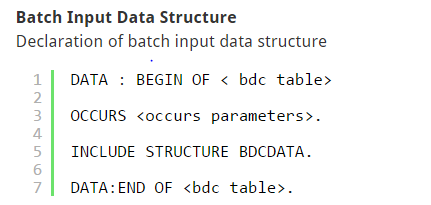 Batch Input Data Structure
Declaration of batch input data structure
1 DATA : BEGIN OF < bdc table>
2
3 OCCURS <occurs parameters>.
4
5 INCLUDE STRUCTURE BDCDATA.
6
7 DATA:END OF <bdc table>.